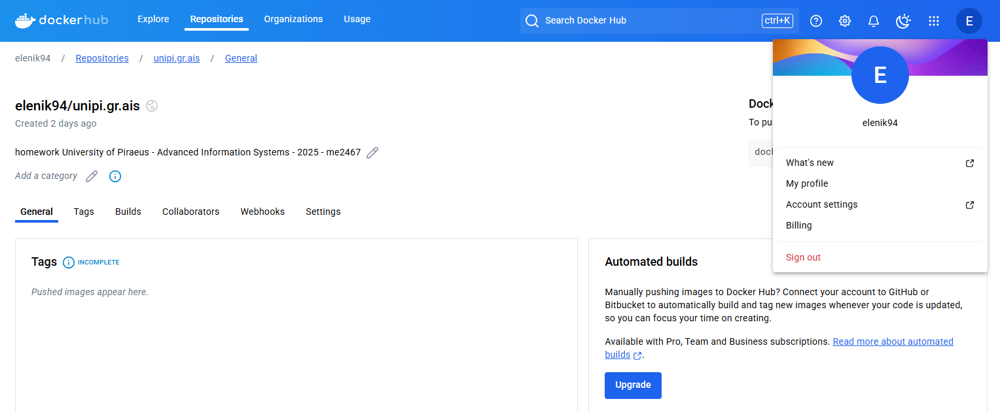 dockerhub
Explore
Repositories
Organizations
Usage
Search Docker Hub
ctrl+K
E
elenik94 / Repositories / unipi.gr.ais / General
elenik94/unipi.gr.ais
Created 2 days ago
homework University of Piraeus - Advanced Information Systems - 2025 - me2467
Add a category
General
Tags
Builds
Collaborators
Webhooks
Settings
Tags
INCOMPLETE
Pushed images appear here.
Dock
To pu
doc
E
elenik94
What's new
My profile
Account settings
Billing
Sign out
Automated builds
Manually pushing images to Docker Hub? Connect your account to GitHub or
Bitbucket to automatically build and tag new images whenever your code is updated,
so you can focus your time on creating.
Available with Pro, Team and Business subscriptions. Read more about automated
builds.
Upgrade